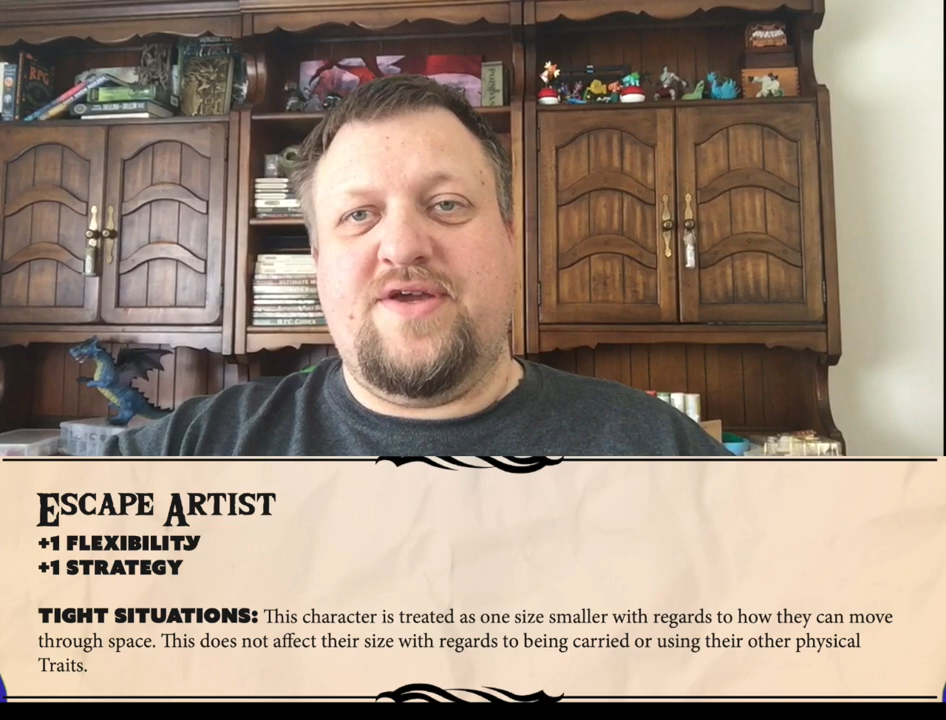 RPG
ULTIMATE
Escape Artist
+1 FLEXIBILITY
+1 STRATEGY
TIGHT SITUATIONS: This character is treated as one size smaller with regards to how they can move
through space. This does not affect their size with regards to being carried or using their other physical
Traits.